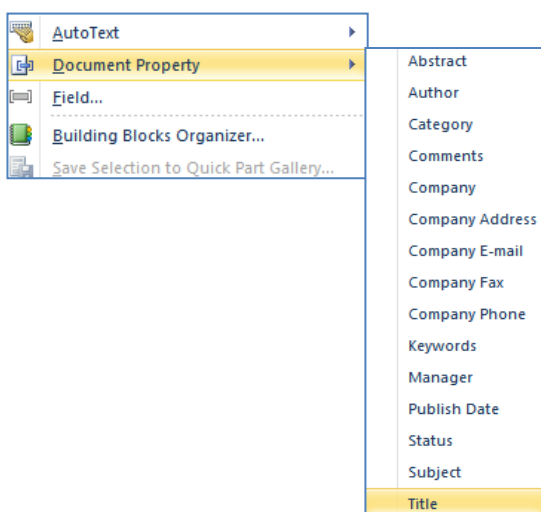 AutoText
Document Property
Field...
Building Blocks Organizer...
Save Selection to Quick Part Gallery...
Abstract
Author
Category
Comments
Company
Company Address
Company E-mail
Company Fax
Company Phone
Keywords
Manager
Publish Date
Status
Subject
Title